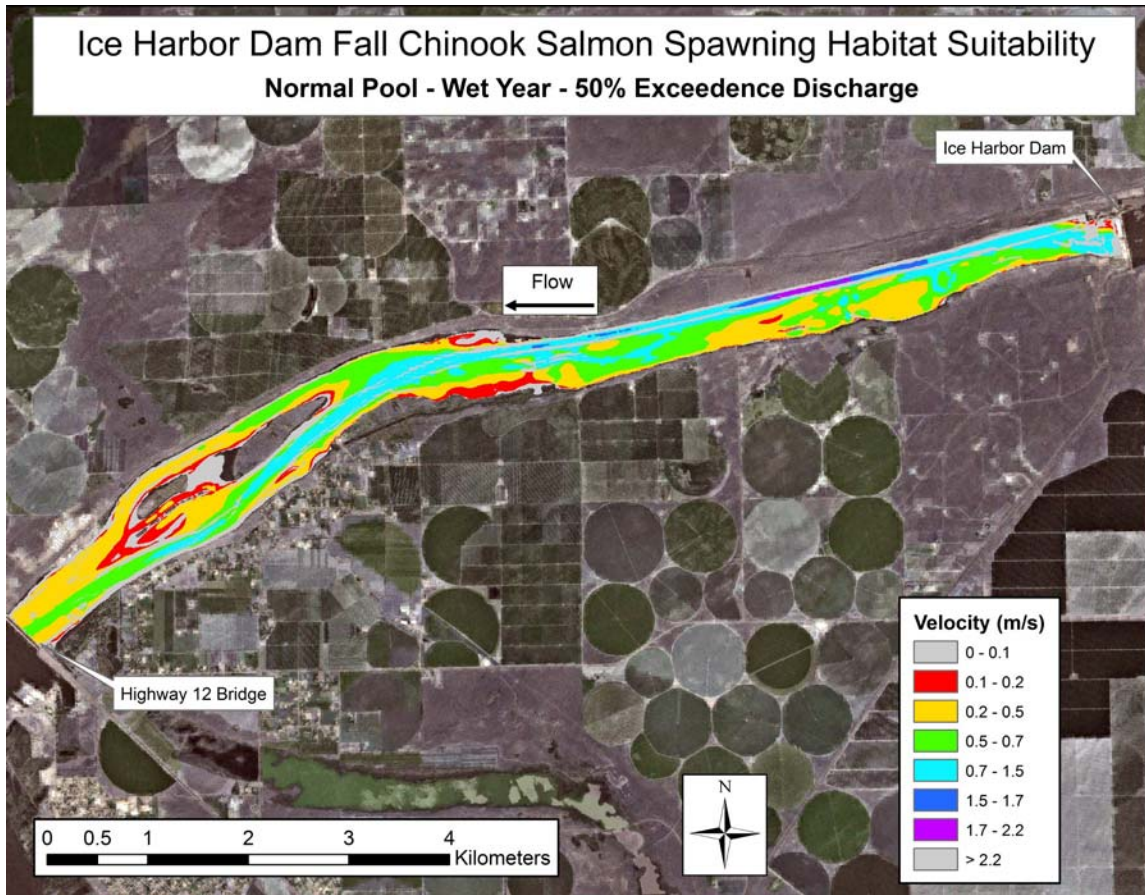 Ice Harbor Dam Fall Chinook Salmon Spawning Habitat Suitability
Normal Pool - Wet Year - 50% Exceedence Discharge
Ice Harbor Dam
Flow
Highway 12 Bridge
Velocity (m/s)
0 - 0.1
0.1 - 0.2
0.2 - 0.5
0.5 - 0.7
0.7 - 1.5
1.5 - 1.7
1.7 - 2.2
> 2.2
N
0 0.5 1 2 3 4
Kilometers